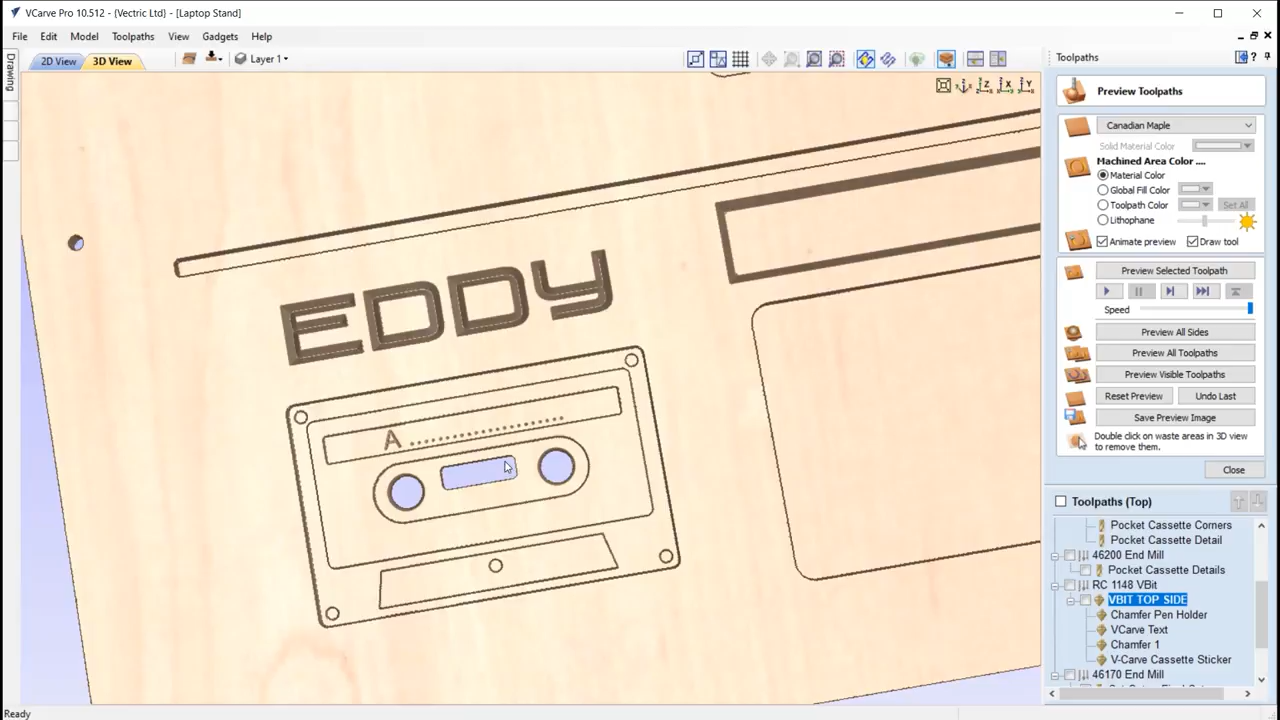 VCarve Pro 10.512 - {Vectric Ltd} - [Laptop Stand]
File Edit Model Toolpaths View Gadgets Help
Drawing
2D View 3D View Layer 1
Z X Y
EDDY
A
Toolpaths ?
Preview Toolpaths
Canadian Maple
Solid Material Color
Machined Area Color ....
Material Color
Global Fill Color
Toolpath Color Set All
Lithophane
Animate preview Draw tool
Preview Selected Toolpath
Speed
Preview All Sides
Preview All Toolpaths
Preview Visible Toolpaths
Reset Preview Undo Last
Save Preview Image
Double click on waste areas in 3D view
to remove them.
Close
Toolpaths (Top)
Pocket Cassette Corners
Pocket Cassette Detail
46200 End Mill
Pocket Cassette Details
RC 1148 VBit
VBIT TOP SIDE
Chamfer Pen Holder
VCarve Text
Chamfer 1
V-Carve Cassette Sticker
46170 End Mill
Ready